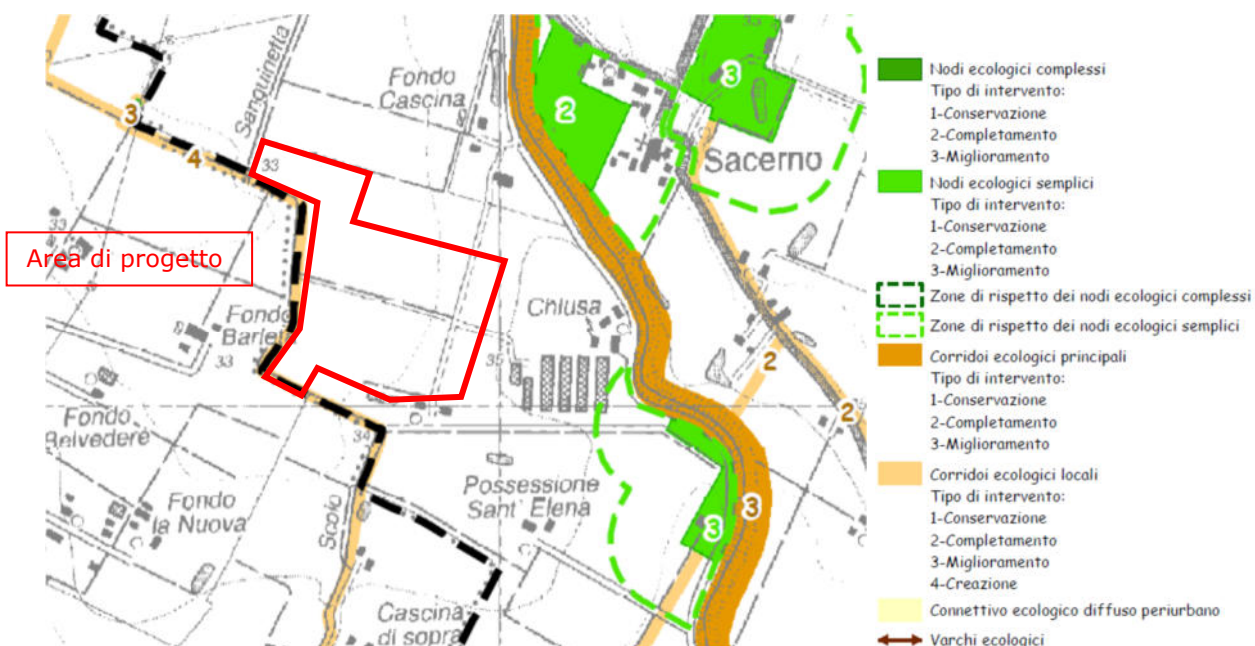 Sanguinetta
Fondo
Cascina
2
3
Sacerno
3
4
33
33
Area di progetto
Fondo
33
Chiusa
35
2
2
Fondo
Belvedere
34
Fondo
la Nuova
Scolo
Possessione
Sant' Elena
3
3
Cascina
di sopra
Nodi ecologici complessi
Tipo di intervento:
1-Conservazione
2-Completamento
3-Miglioramento
Nodi ecologici semplici
Tipo di intervento:
1-Conservazione
2-Completamento
3-Miglioramento
Zone di rispetto dei nodi ecologici complessi
Zone di rispetto dei nodi ecologici semplici
Corridoi ecologici principali
Tipo di intervento:
1-Conservazione
2-Completamento
3-Miglioramento
Corridoi ecologici locali
Tipo di intervento:
1-Conservazione
2-Completamento
3-Miglioramento
4-Creazione
Connettivo ecologico diffuso periurbano
Varchi ecologici